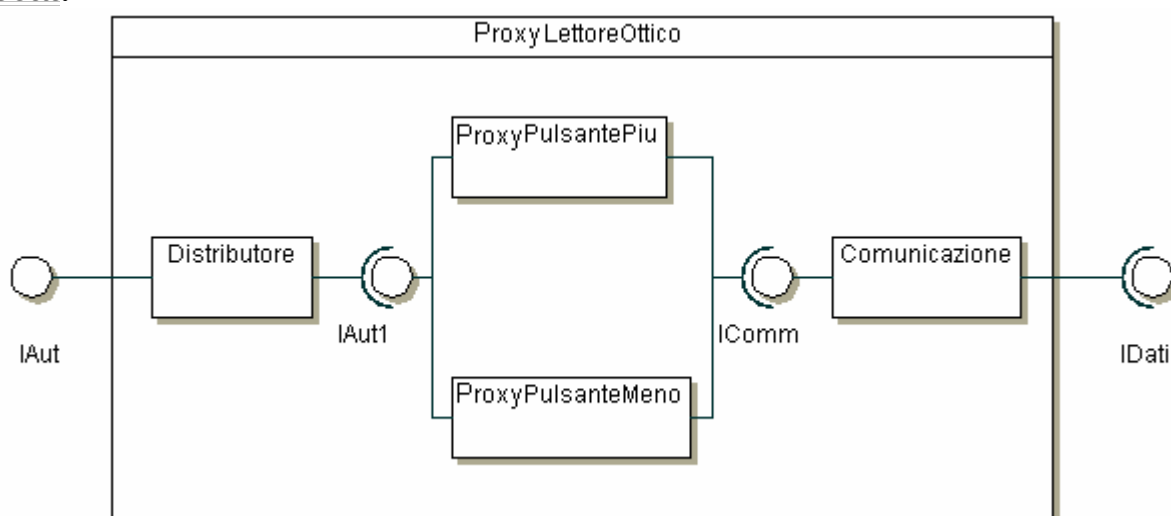 ProxyLettoreOttico
ProxyPulsantePiu
Distributore
Comunicazione
IAut1
IComm
IAut
IDati
ProxyPulsanteMeno